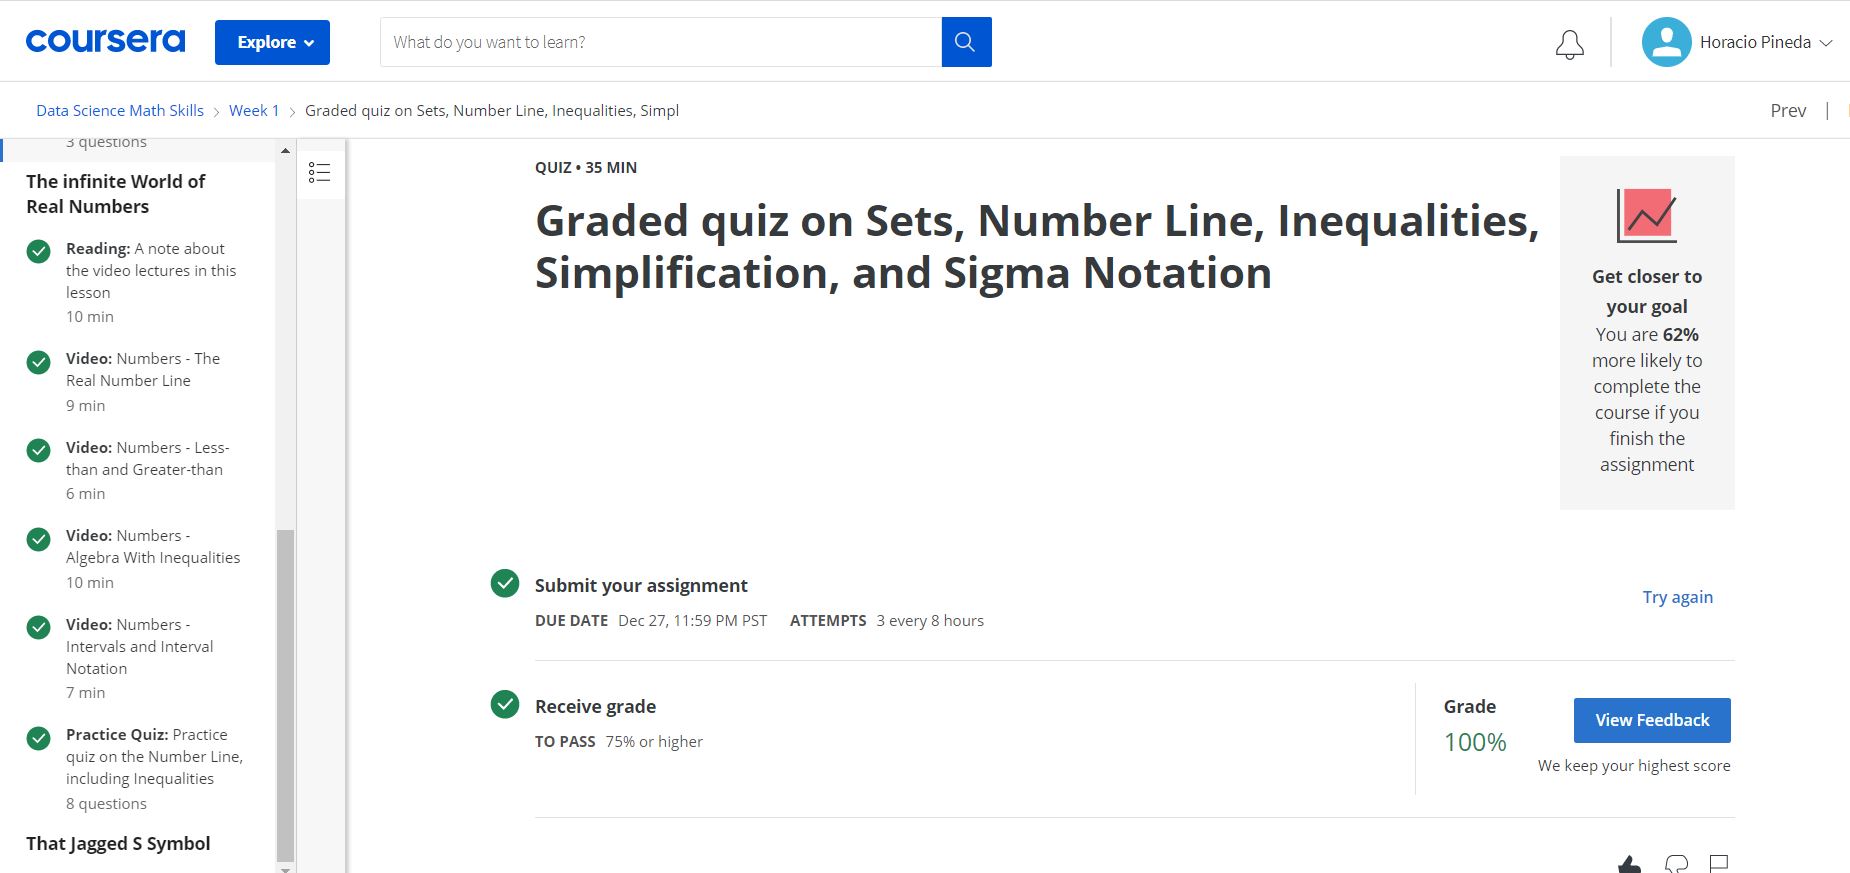 coursera
Explore
What do you want to learn?
Horacio Pineda
Data Science Math Skills
Week 1
Graded quiz on Sets, Number Line, Inequalities, Simpl
Prev
3 questions
The infinite World of
Real Numbers
Reading: A note about
the video lectures in this
lesson
10 min
Video: Numbers - The
Real Number Line
9 min
Video: Numbers - Less-
than and Greater-than
6 min
Video: Numbers -
Algebra With Inequalities
10 min
Video: Numbers -
Intervals and Interval
Notation
7 min
Practice Quiz: Practice
quiz on the Number Line,
including Inequalities
8 questions
That Jagged S Symbol
QUIZ • 35 MIN
Graded quiz on Sets, Number Line, Inequalities,
Simplification, and Sigma Notation
Get closer to
your goal
You are 62%
more likely to
complete the
course if you
finish the
assignment
Submit your assignment
DUE DATE Dec 27, 11:59 PM PST ATTEMPTS 3 every 8 hours
Try again
Receive grade
TO PASS 75% or higher
Grade
100%
View Feedback
We keep your highest score